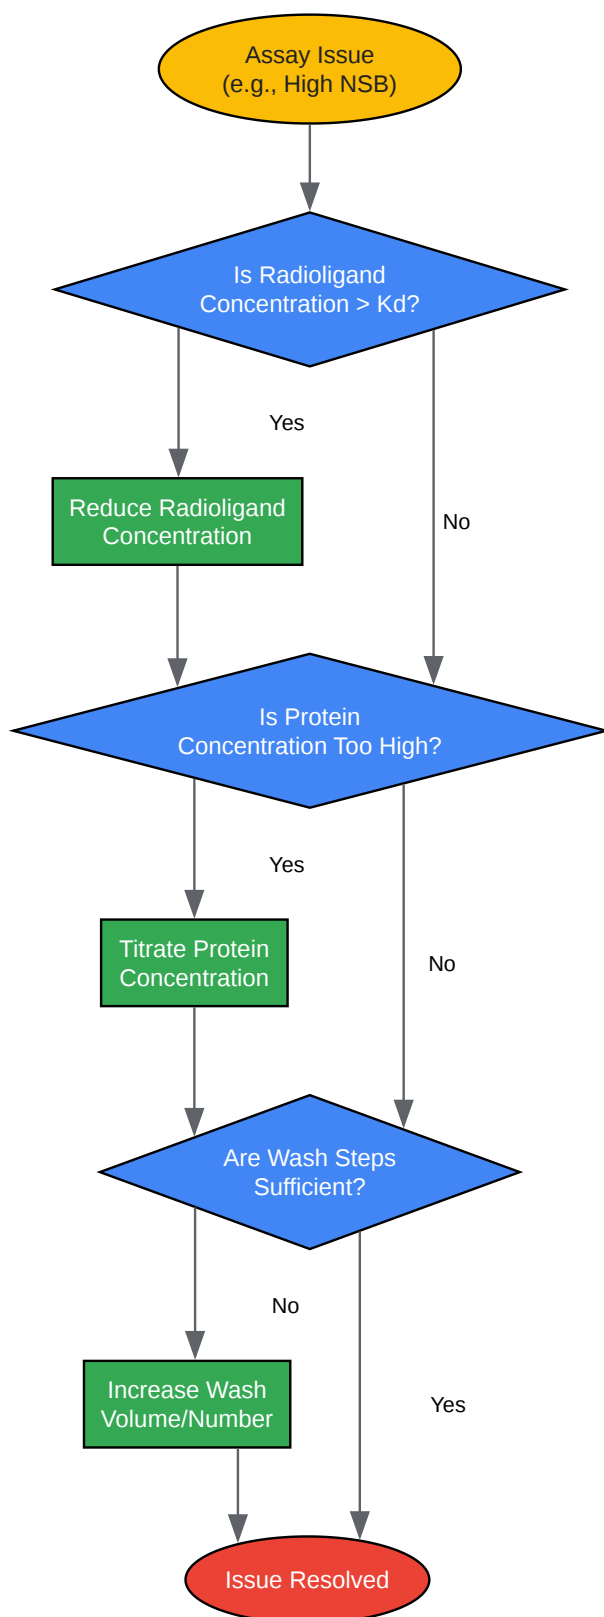 Assay Issue
(e.g., High NSB)
Is Radioligand
Concentration > Kd?
Yes
Reduce Radioligand
Concentration
No
Is Protein
Concentration Too High?
Yes
Titrate Protein
Concentration
No
Are Wash Steps
Sufficient?
No
Increase Wash
Volume/Number
Yes
Issue Resolved